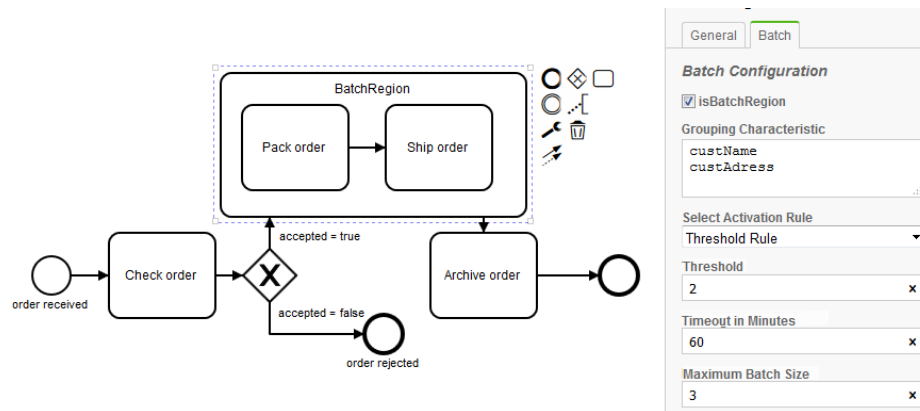 BatchRegion
Pack order
Ship order
accepted = true
Check order
X
Archive order
order received
accepted = false
order rejected
General
Batch
Batch Configuration
isBatchRegion
Grouping Characteristic
custName
custAdress
Select Activation Rule
Threshold Rule
Threshold
2
Timeout in Minutes
60
Maximum Batch Size
3